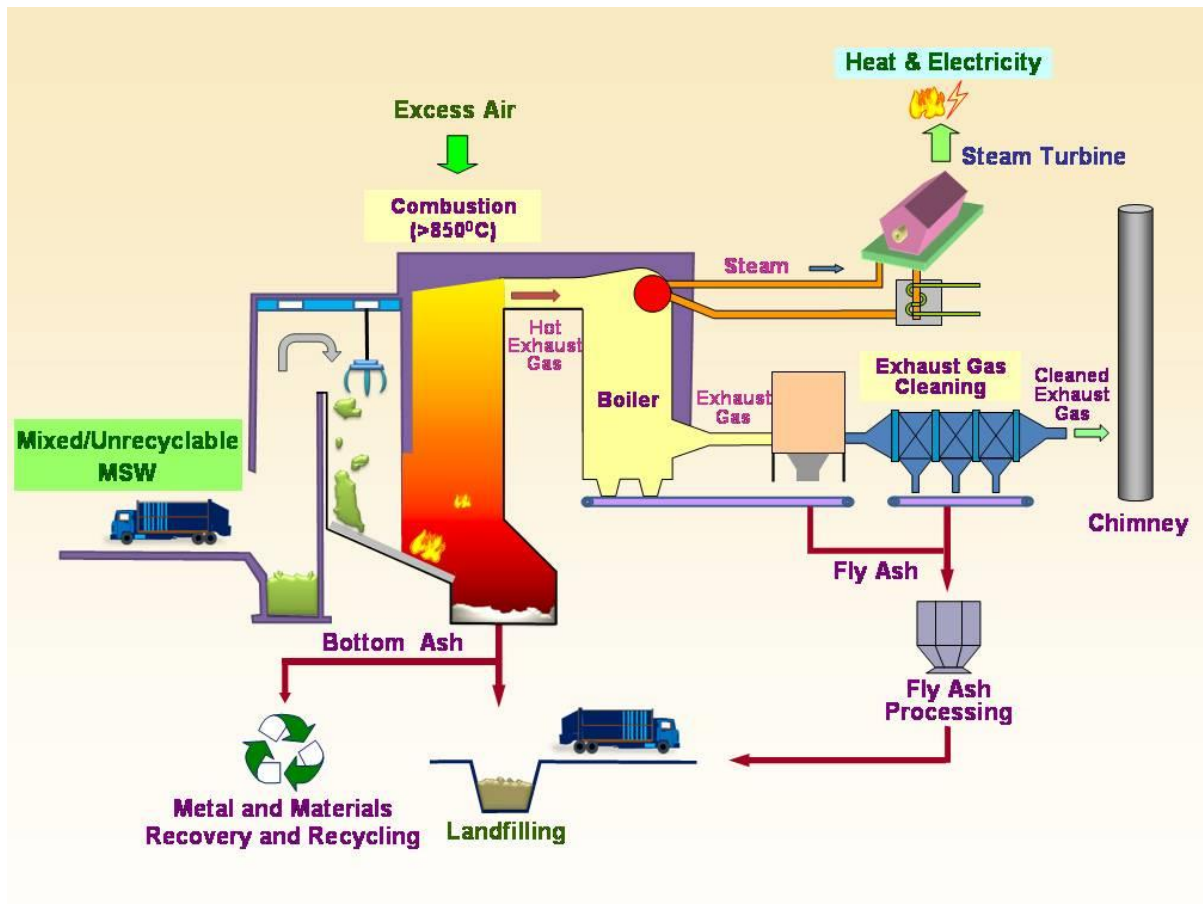 Heat & Electricity
Excess Air
Steam Turbine
Combustion
(>850⁰C)
Steam
Hot
Exhaust
Gas
Exhaust Gas
Cleaning
Cleaned
Exhaust
Gas
Boiler
Exhaust
Gas
Mixed/Unrecyclable
MSW
Chimney
Fly Ash
Bottom Ash
Fly Ash
Processing
Metal and Materials
Recovery and Recycling
Landfilling